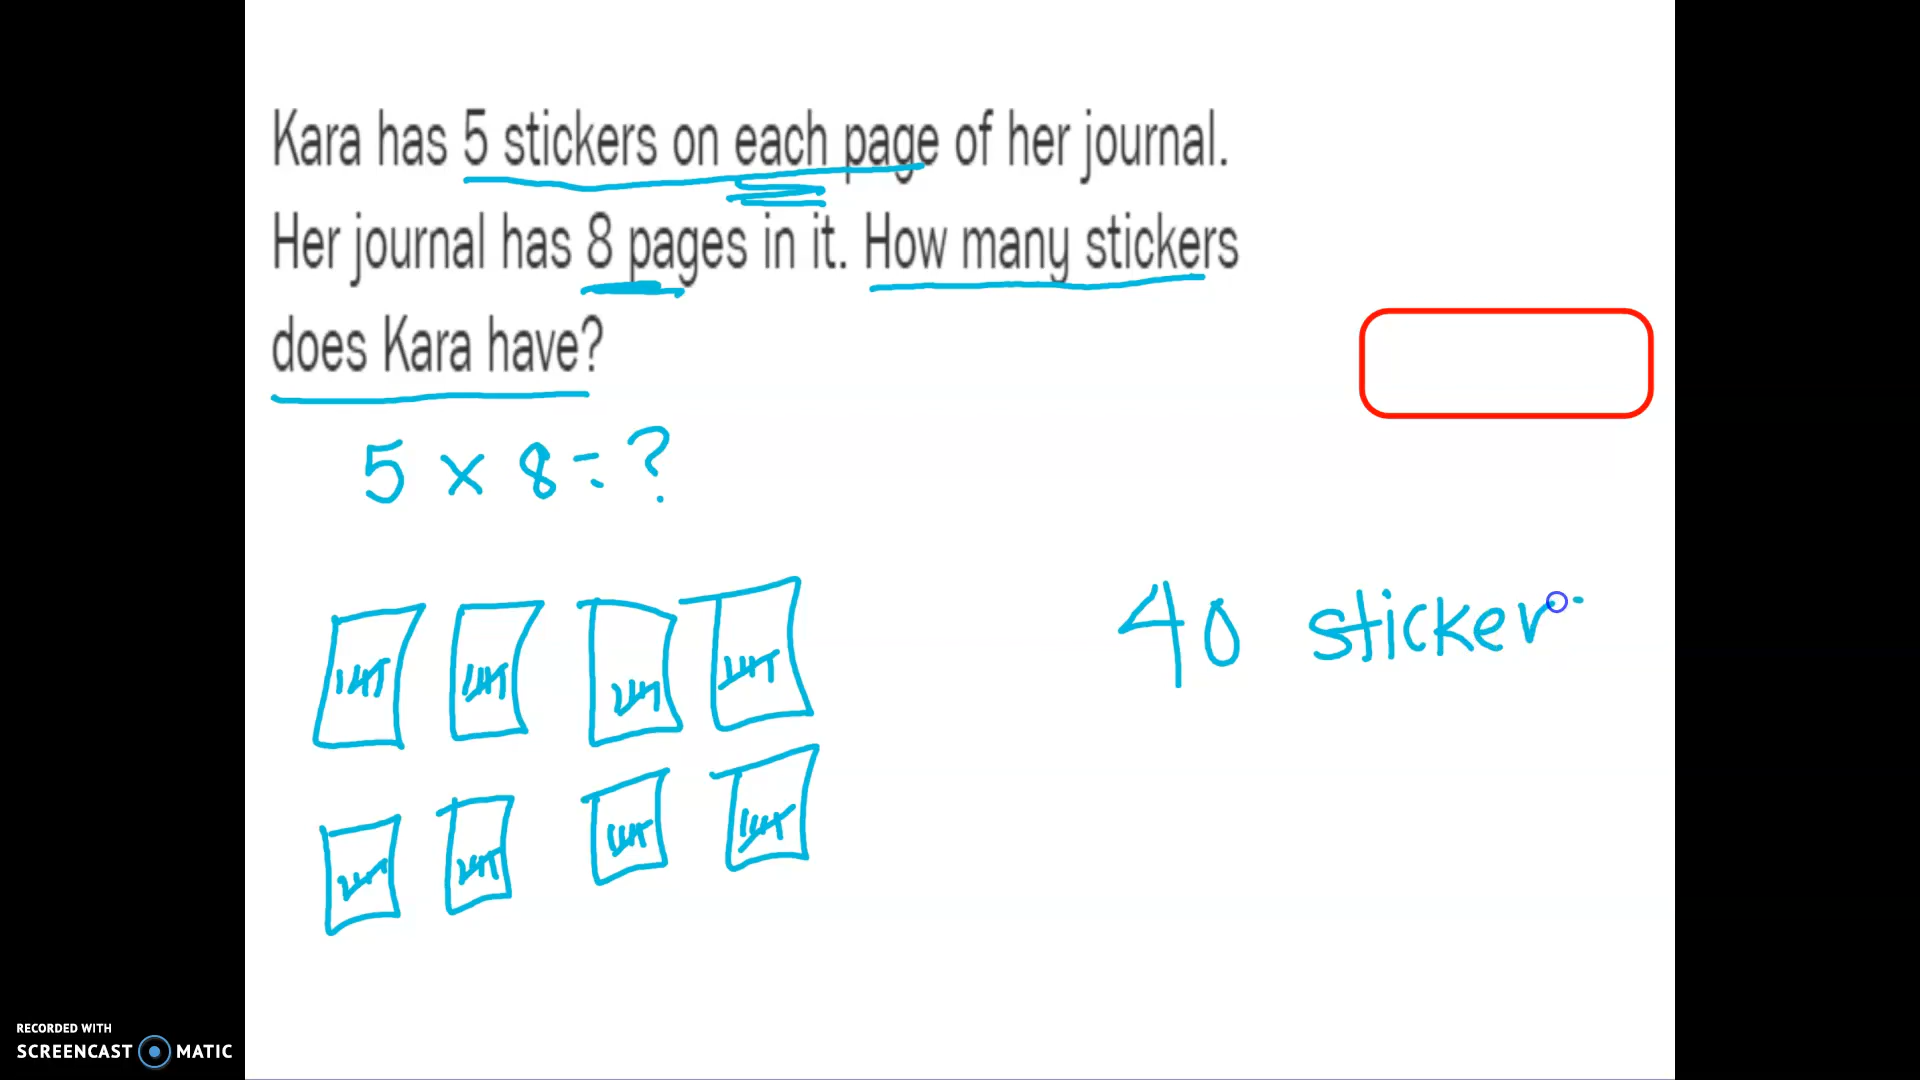 Kara has 5 stickers on each page of her journal.
Her journal has 8 pages in it. How many stickers
does Kara have?
5 x 8 = ?
40 sticker
RECORDED WITH
SCREENCAST MATIC